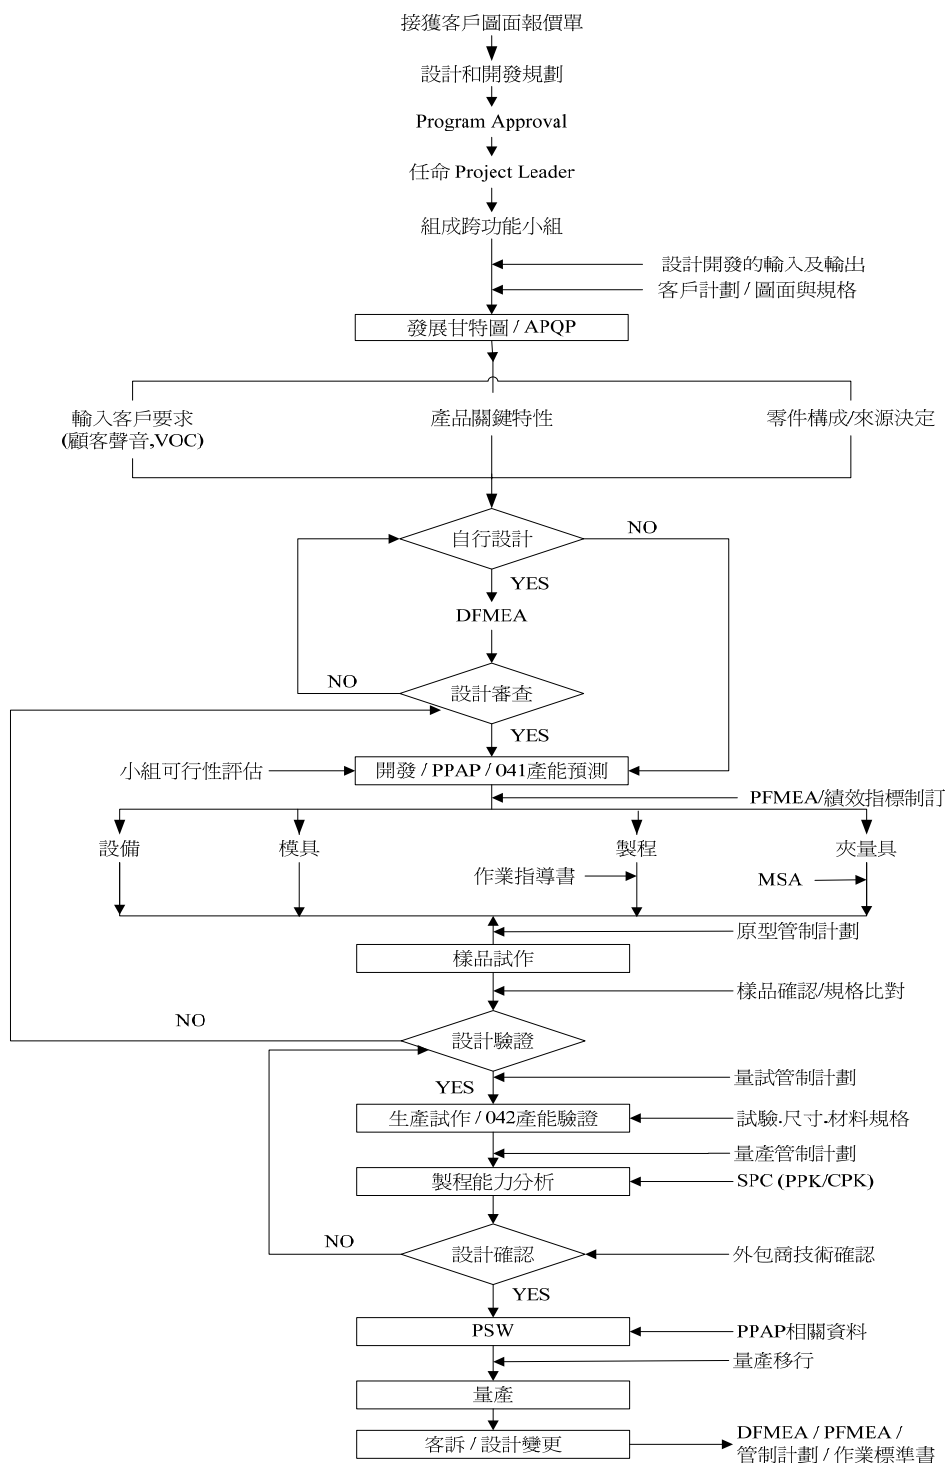 接獲客戶圖面報價單
設計和開發規劃
Program Approval
任命 Project Leader
組成跨功能小組
設計開發的輸入及輸出
客戶計劃 / 圖面與規格
發展甘特圖 / APQP
輸入客戶要求
(顧客聲音,VOC)
產品關鍵特性
零件構成/來源決定
自行設計
NO
YES
DFMEA
NO
設計審查
YES
小組可行性評估
開發 / PPAP / 041產能預測
PFMEA/績效指標制訂
設備
模具
製程
夾量具
作業指導書
MSA
原型管制計劃
樣品試作
樣品確認/規格比對
NO
設計驗證
YES
量試管制計劃
生產試作 / 042產能驗證
試驗.尺寸.材料規格
量產管制計劃
製程能力分析
SPC (PPK/CPK)
NO
設計確認
外包商技術確認
YES
PSW
PPAP相關資料
量產移行
量產
客訴 / 設計變更
DFMEA / PFMEA /
管制計劃 / 作業標準書